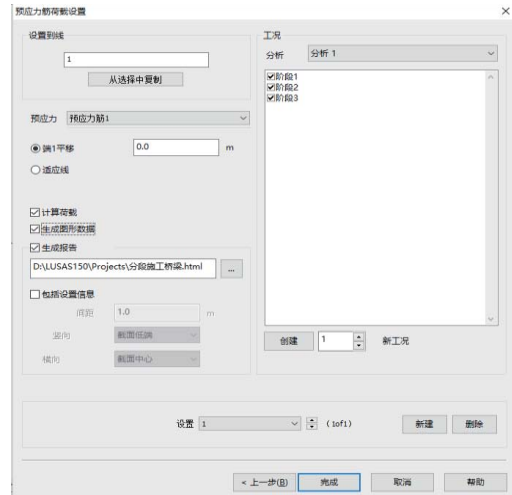 预应力筋荷载设置
设置到线
1
从选择中复制
预应力 预应力筋1
端1平移 0.0 m
适应线
计算荷载
生成图形数据
生成报告
D:\LUSAS150\Projects\分段施工桥梁.html ...
包括设置信息
间距 1.0 m
竖向 截面低端
横向 截面中心
工况
分析 分析 1
阶段1
阶段2
阶段3
创建 1 新工况
设置 1 (1of1) 新建 删除
< 上一步(B) 完成 取消 帮助